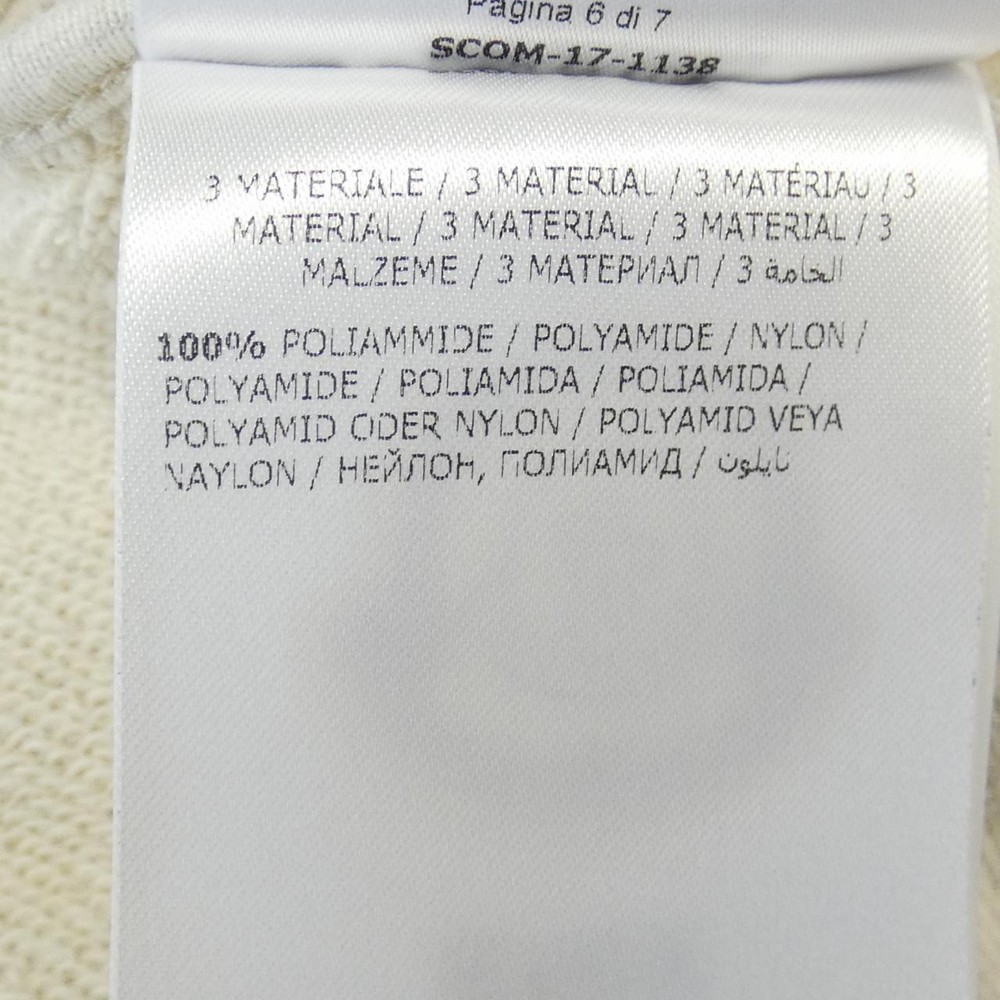 Pagina 6 di 7
SCOM-17-1138
3 MATERIALE / 3 MATERIAL / 3 MATÉRIAU / 3
MATERIAL / 3 MATERIAL / 3 MATERIAL / 3
MALZEME / 3 МАТЕРИАЛ / 3 الخامة
100% POLIAMMIDE / POLYAMIDE / NYLON /
POLYAMIDE / POLIAMIDA / POLIAMIDA /
POLYAMID ODER NYLON / POLYAMID VEYA
NAYLON / НЕЙЛОН, ПОЛИАМИД / نايلون